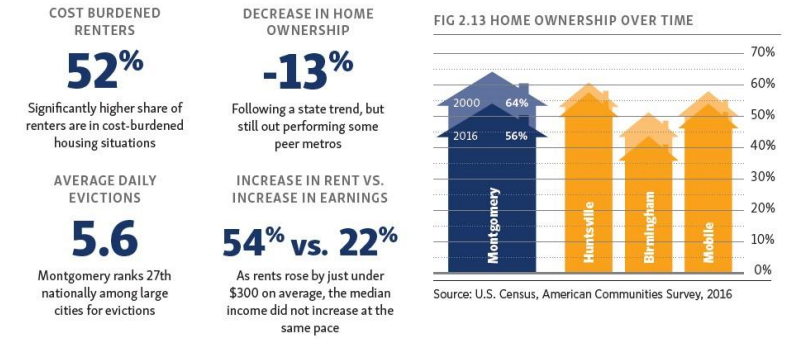 COST BURDENED
RENTERS
52%
Significantly higher share of
renters are in cost-burdened
housing situations
DECREASE IN HOME
OWNERSHIP
-13%
Following a state trend, but
still out performing some
peer metros
AVERAGE DAILY
EVICTIONS
5.6
Montgomery ranks 27th
nationally among large
cities for evictions
INCREASE IN RENT VS.
INCREASE IN EARNINGS
54% vs. 22%
As rents rose by just under
$300 on average, the median
income did not increase at the
same pace
FIG 2.13 HOME OWNERSHIP OVER TIME
70%
60%
50%
40%
30%
20%
10%
0%
2000 64%
2016 56%
Montgomery
Huntsville
Birmingham
Mobile
Source: U.S. Census, American Communities Survey, 2016